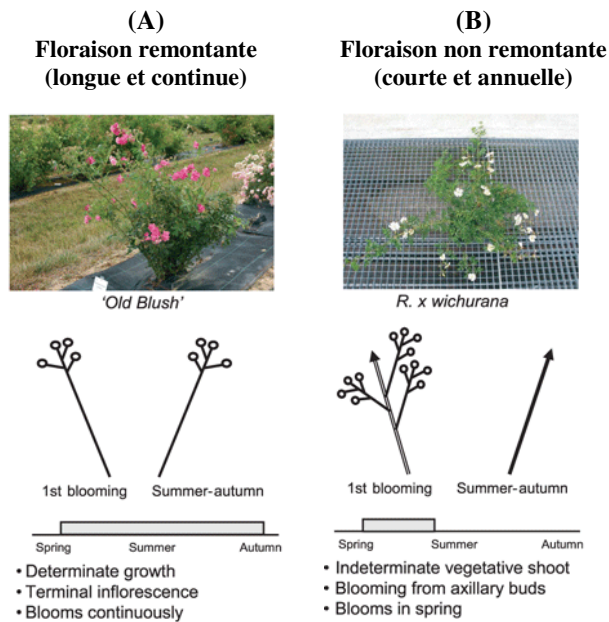 (A)
Floraison remontante
(longue et continue)
'Old Blush'
1st blooming Summer-autumn
Spring Summer Autumn
• Determinate growth
• Terminal inflorescence
• Blooms continuously
(B)
Floraison non remontante
(courte et annuelle)
R. x wichurana
1st blooming Summer-autumn
Spring Summer Autumn
• Indeterminate vegetative shoot
• Blooming from axillary buds
• Blooms in spring